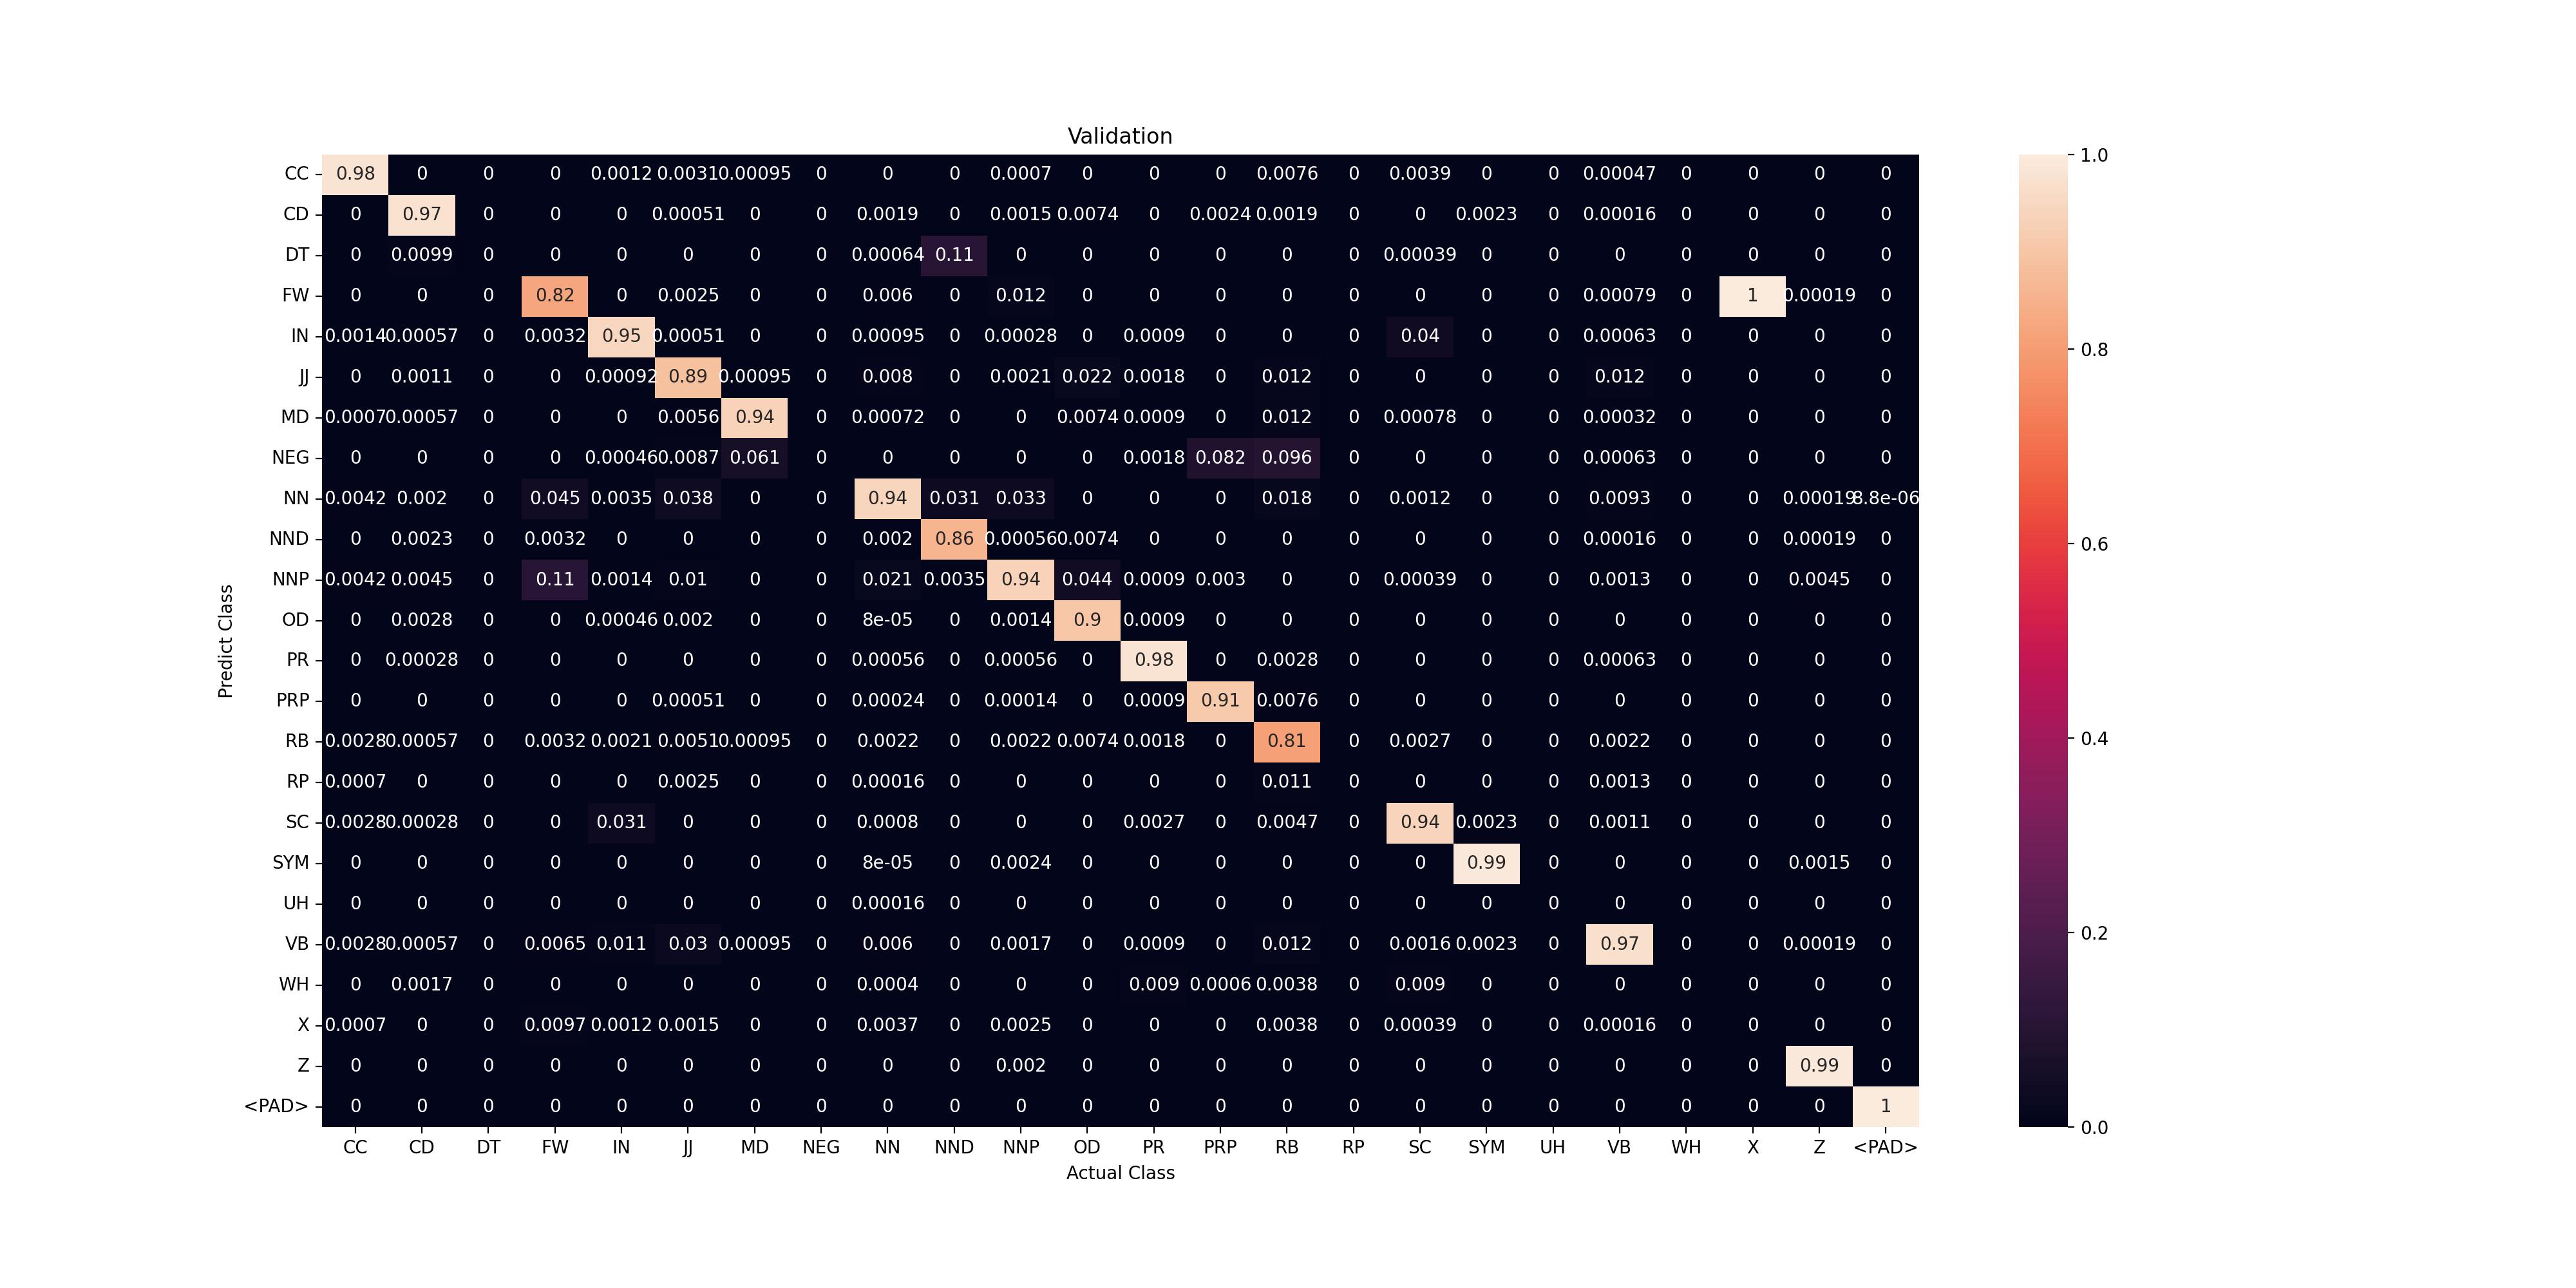 Validation
CC 0.98 0 0 0 0.0012 0.0031 0.00095 0 0 0 0.0007 0 0 0 0.0076 0 0.0039 0 0 0.00047 0 0 0 0
CD 0 0.97 0 0 0 0.00051 0 0 0.0019 0 0.0015 0.0074 0 0.0024 0.0019 0 0 0.0023 0 0.00016 0 0 0 0
DT 0 0.0099 0 0 0 0 0 0 0.00064 0.11 0 0 0 0 0 0 0.00039 0 0 0 0 0 0 0
FW 0 0 0 0.82 0 0.0025 0 0 0.006 0 0.012 0 0 0 0 0 0 0 0 0.00079 0 1 0.00019 0
IN 0.0014 0.00057 0 0.0032 0.95 0.00051 0 0 0.00095 0 0.00028 0 0.0009 0 0 0 0.04 0 0 0.00063 0 0 0 0
JJ 0 0.0011 0 0 0.00092 0.89 0.00095 0 0.008 0 0.0021 0.022 0.0018 0 0.012 0 0 0 0 0.012 0 0 0 0
MD 0.0007 0.00057 0 0 0 0.0056 0.94 0 0.00072 0 0 0.0074 0.0009 0 0.012 0 0.00078 0 0 0.00032 0 0 0 0
NEG 0 0 0 0 0.00046 0.0087 0.061 0 0 0 0 0 0.0018 0.082 0.096 0 0 0 0 0.00063 0 0 0 0
NN 0.0042 0.002 0 0.045 0.0035 0.038 0 0 0.94 0.031 0.033 0 0 0 0.018 0 0.0012 0 0 0.0093 0 0 0.00019 8.8e-06
NND 0 0.0023 0 0.0032 0 0 0 0 0.002 0.86 0.00056 0.0074 0 0 0 0 0 0 0 0.00016 0 0 0.00019 0
NNP 0.0042 0.0045 0 0.11 0.0014 0.01 0 0 0.021 0.0035 0.94 0.044 0.0009 0.003 0 0 0.00039 0 0 0.0013 0 0 0.0045 0
OD 0 0.0028 0 0 0.00046 0.002 0 0 8e-05 0 0.0014 0.9 0.0009 0 0 0 0 0 0 0 0 0 0 0
PR 0 0.00028 0 0 0 0 0 0 0.00056 0 0.00056 0 0.98 0 0.0028 0 0 0 0 0.00063 0 0 0 0
PRP 0 0 0 0 0 0.00051 0 0 0.00024 0 0.00014 0 0.0009 0.91 0.0076 0 0 0 0 0 0 0 0 0
RB 0.0028 0.00057 0 0.0032 0.0021 0.0051 0.00095 0 0.0022 0 0.0022 0.0074 0.0018 0 0.81 0 0.0027 0 0 0.0022 0 0 0 0
RP 0.0007 0 0 0 0 0.0025 0 0 0.00016 0 0 0 0 0 0.011 0 0 0 0 0.0013 0 0 0 0
SC 0.0028 0.00028 0 0 0.031 0 0 0 0.0008 0 0 0 0.0027 0 0.0047 0 0.94 0.0023 0 0.0011 0 0 0 0
SYM 0 0 0 0 0 0 0 0 8e-05 0 0.0024 0 0 0 0 0 0 0.99 0 0 0 0 0.0015 0
UH 0 0 0 0 0 0 0 0 0.00016 0 0 0 0 0 0 0 0 0 0 0 0 0 0 0
VB 0.0028 0.00057 0 0.0065 0.011 0.03 0.00095 0 0.006 0 0.0017 0 0.0009 0 0.012 0 0.0016 0.0023 0 0.97 0 0 0.00019 0
WH 0 0.0017 0 0 0 0 0 0 0.0004 0 0 0 0.009 0.0006 0.0038 0 0.009 0 0 0 0 0 0 0
X 0.0007 0 0 0.0097 0.0012 0.0015 0 0 0.0037 0 0.0025 0 0 0 0.0038 0 0.00039 0 0 0.00016 0 0 0 0
Z 0 0 0 0 0 0 0 0 0 0 0.002 0 0 0 0 0 0 0 0 0 0 0 0.99 0
<PAD> 0 0 0 0 0 0 0 0 0 0 0 0 0 0 0 0 0 0 0 0 0 0 0 1
CC CD DT FW IN JJ MD NEG NN NND NNP OD PR PRP RB RP SC SYM UH VB WH X Z <PAD>
Actual Class
Predict Class
1.0
0.8
0.6
0.4
0.2
0.0